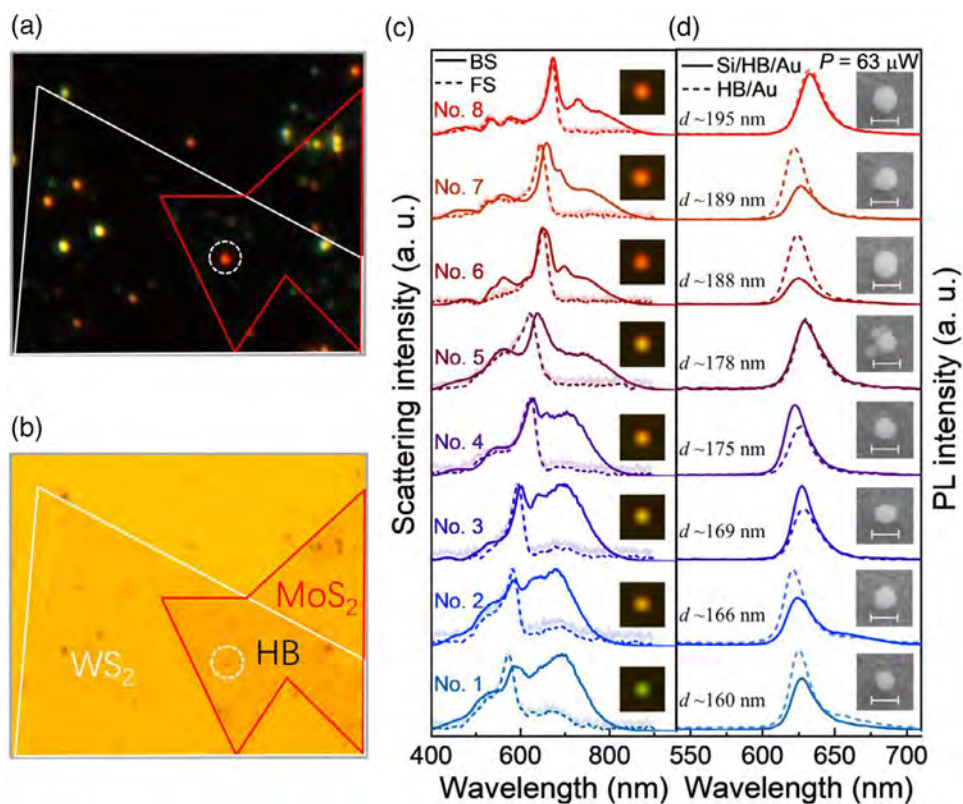 (a)
(b)
WS₂
HB
MoS₂
(c)
BS
FS
No. 8
No. 7
No. 6
No. 5
No. 4
No. 3
No. 2
No. 1
Scattering intensity (a. u.)
400 600 800
Wavelength (nm)
(d)
Si/HB/Au P = 63 μW
HB/Au
d ~195 nm
d ~189 nm
d ~188 nm
d ~178 nm
d ~175 nm
d ~169 nm
d ~166 nm
d ~160 nm
PL intensity (a. u.)
550 600 650 700
Wavelength (nm)